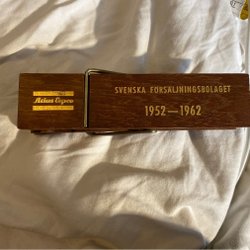 Atlas Copco
SVENSKA FÖRSÄLJNINGSBOLAGET
1952—1962